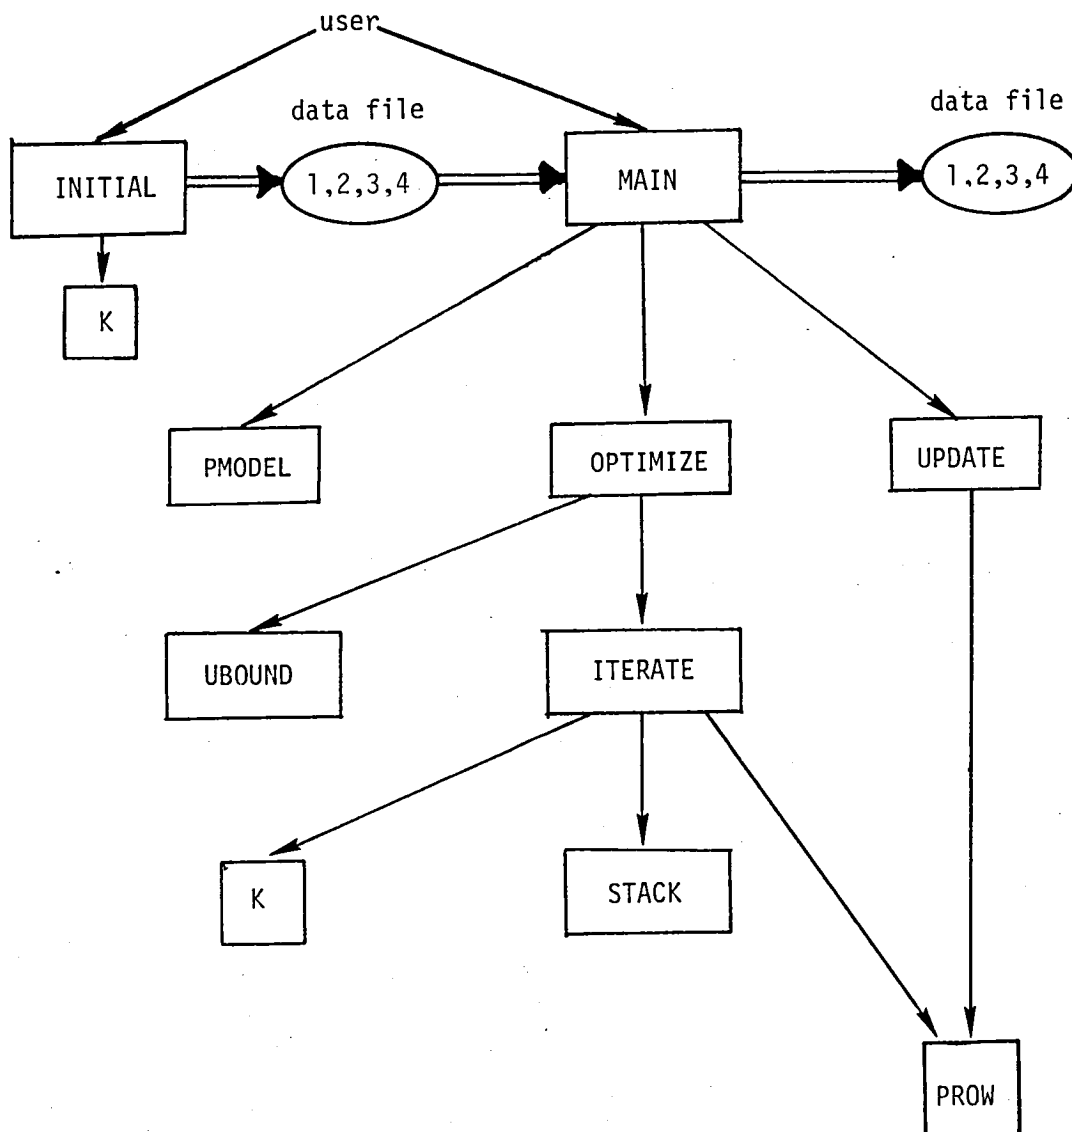 user
data file
data file
INITIAL
1,2,3,4
MAIN
1,2,3,4
K
PMODEL
OPTIMIZE
UPDATE
UBOUND
ITERATE
K
STACK
PROW